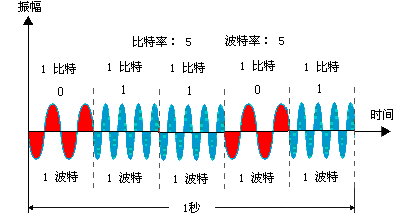 振幅
比特率： 5 波特率： 5
1 比特 1 比特 1 比特 1 比特 1 比特
0 1 1 0 1
时间
1 波特 1 波特 1 波特 1 波特 1 波特
1秒